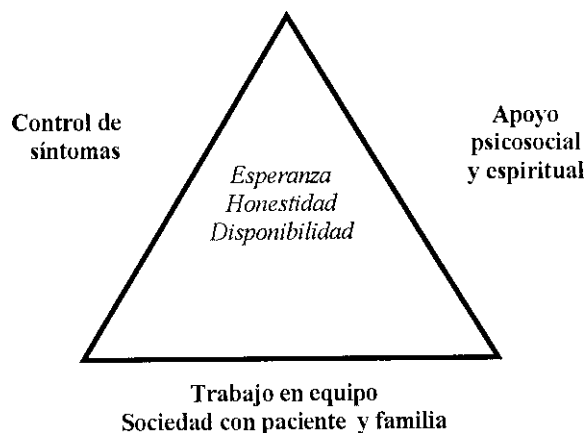 Control de
síntomas
Apoyo
psicosocial
y espiritual
Esperanza
Honestidad
Disponibilidad
Trabajo en equipo
Sociedad con paciente y familia